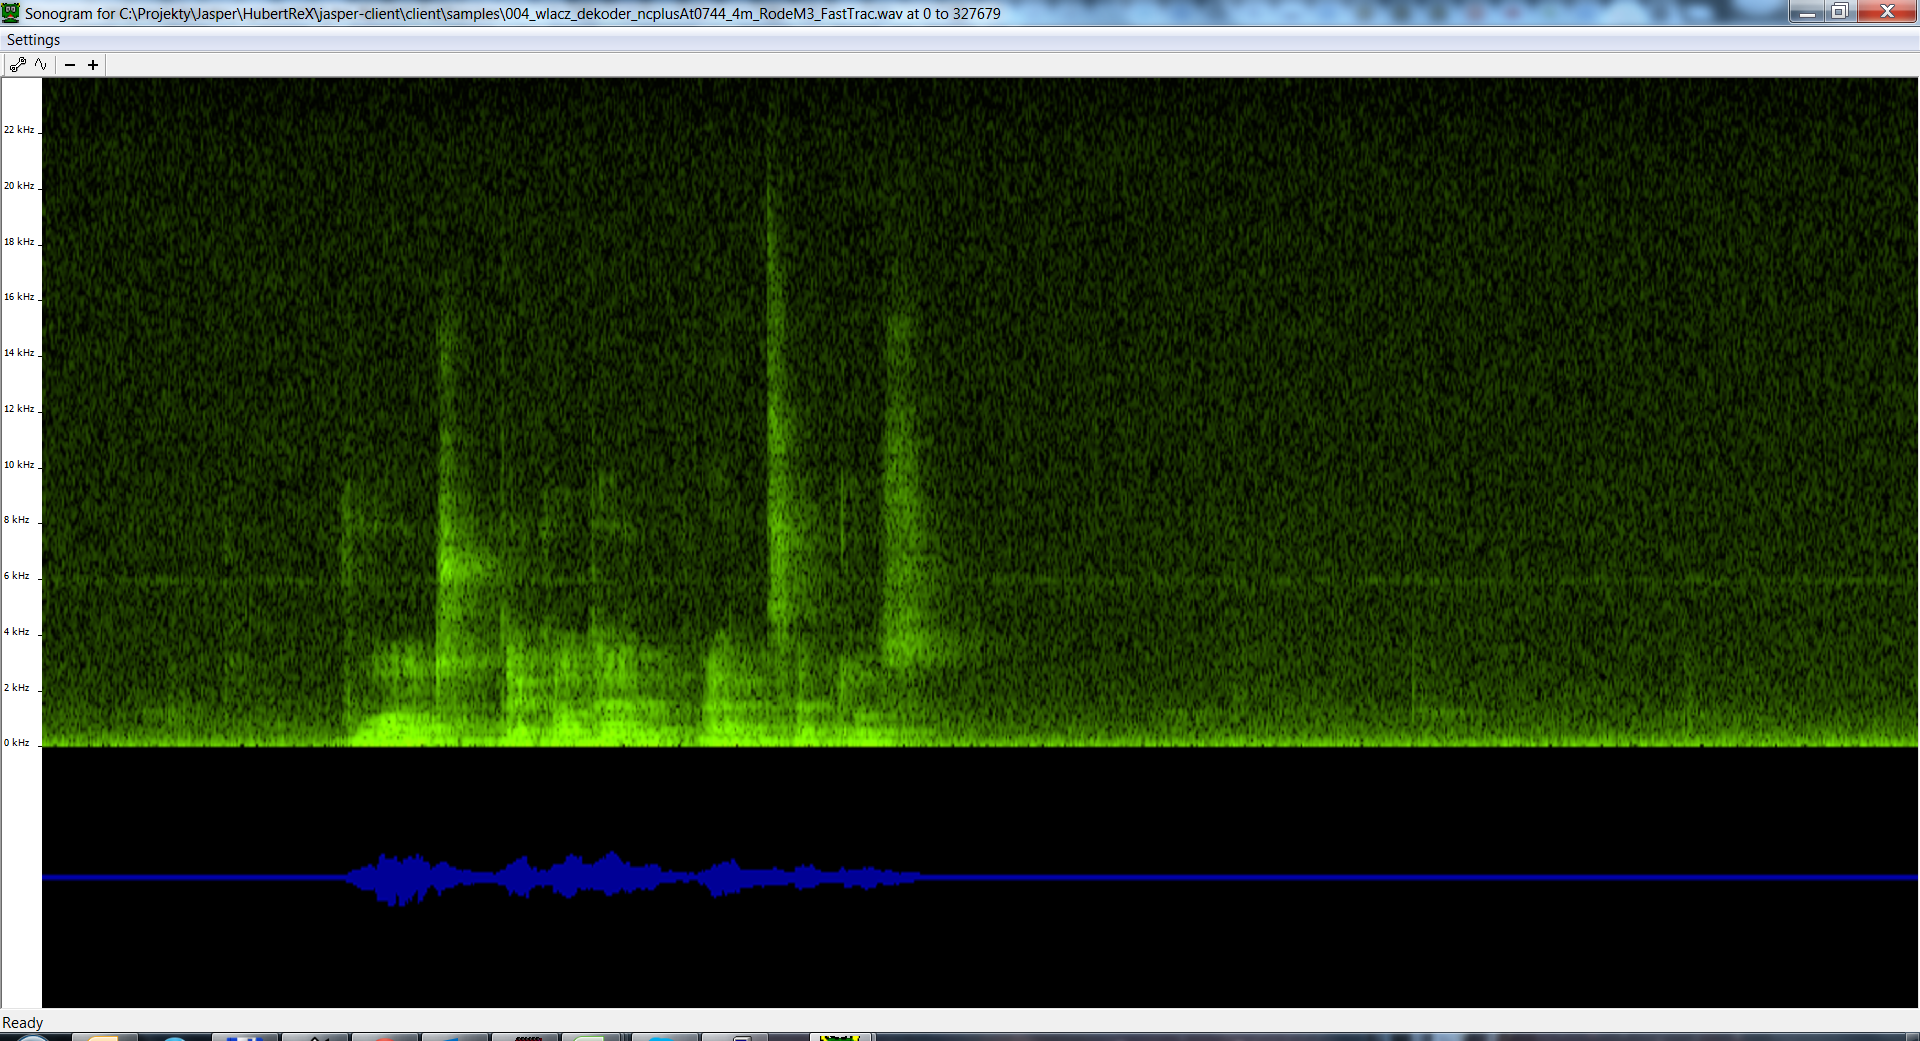 Sonogram for C:\Projekty\Jasper\HubertReX\jasper-client\client\samples\004_wlacz_dekoder_ncplusAt0744_4m_RodeM3_FastTrac.wav at 0 to 327679
Settings
22 kHz
20 kHz
18 kHz
16 kHz
14 kHz
12 kHz
10 kHz
8 kHz
6 kHz
4 kHz
2 kHz
0 kHz
Ready